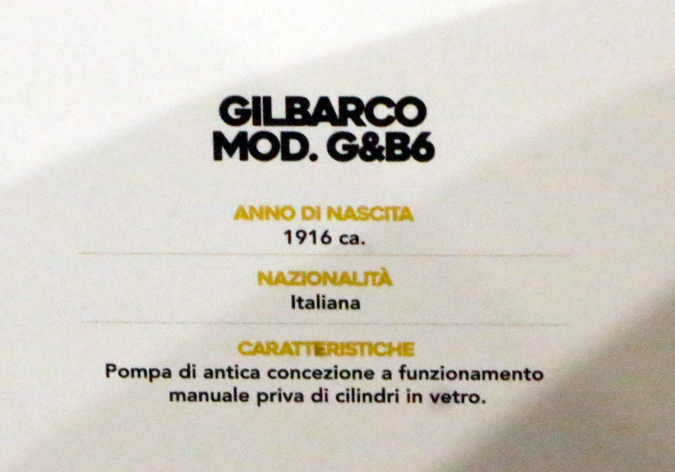 GILBARCO
MOD. G&B6
ANNO DI NASCITA
1916 ca.
NAZIONALITÀ
Italiana
CARATTERISTICHE
Pompa di antica concezione a funzionamento
manuale priva di cilindri in vetro.